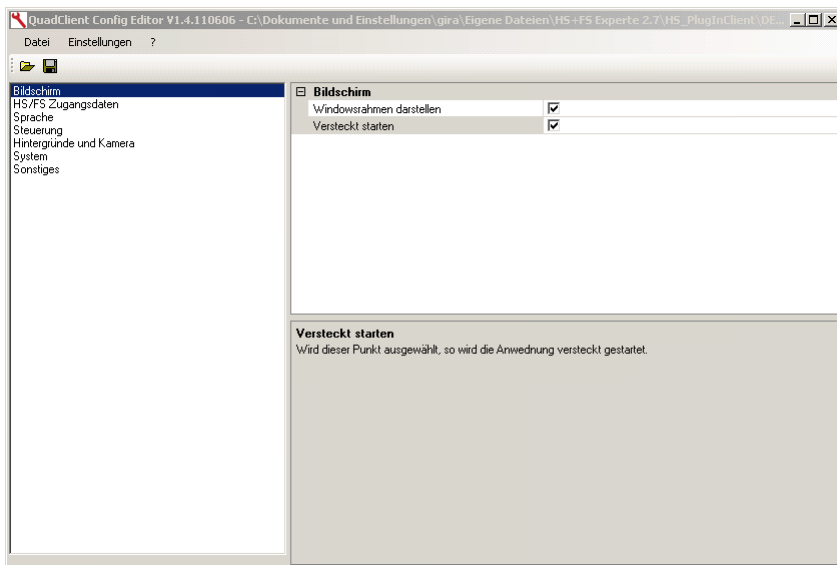 QuadClient Config Editor V1.4.110606 - C:\Dokumente und Einstellungen\gira\Eigene Dateien\HS+FS Experte 2.7\HS_PlugInClient\DE...
Datei Einstellungen ?
Bildschirm
HS/FS Zugangsdaten
Sprache
Steuerung
Hintergründe und Kamera
System
Sonstiges
Bildschirm
Windowsrahmen darstellen
Versteckt starten
Versteckt starten
Wird dieser Punkt ausgewählt, so wird die Anwednung versteckt gestartet.